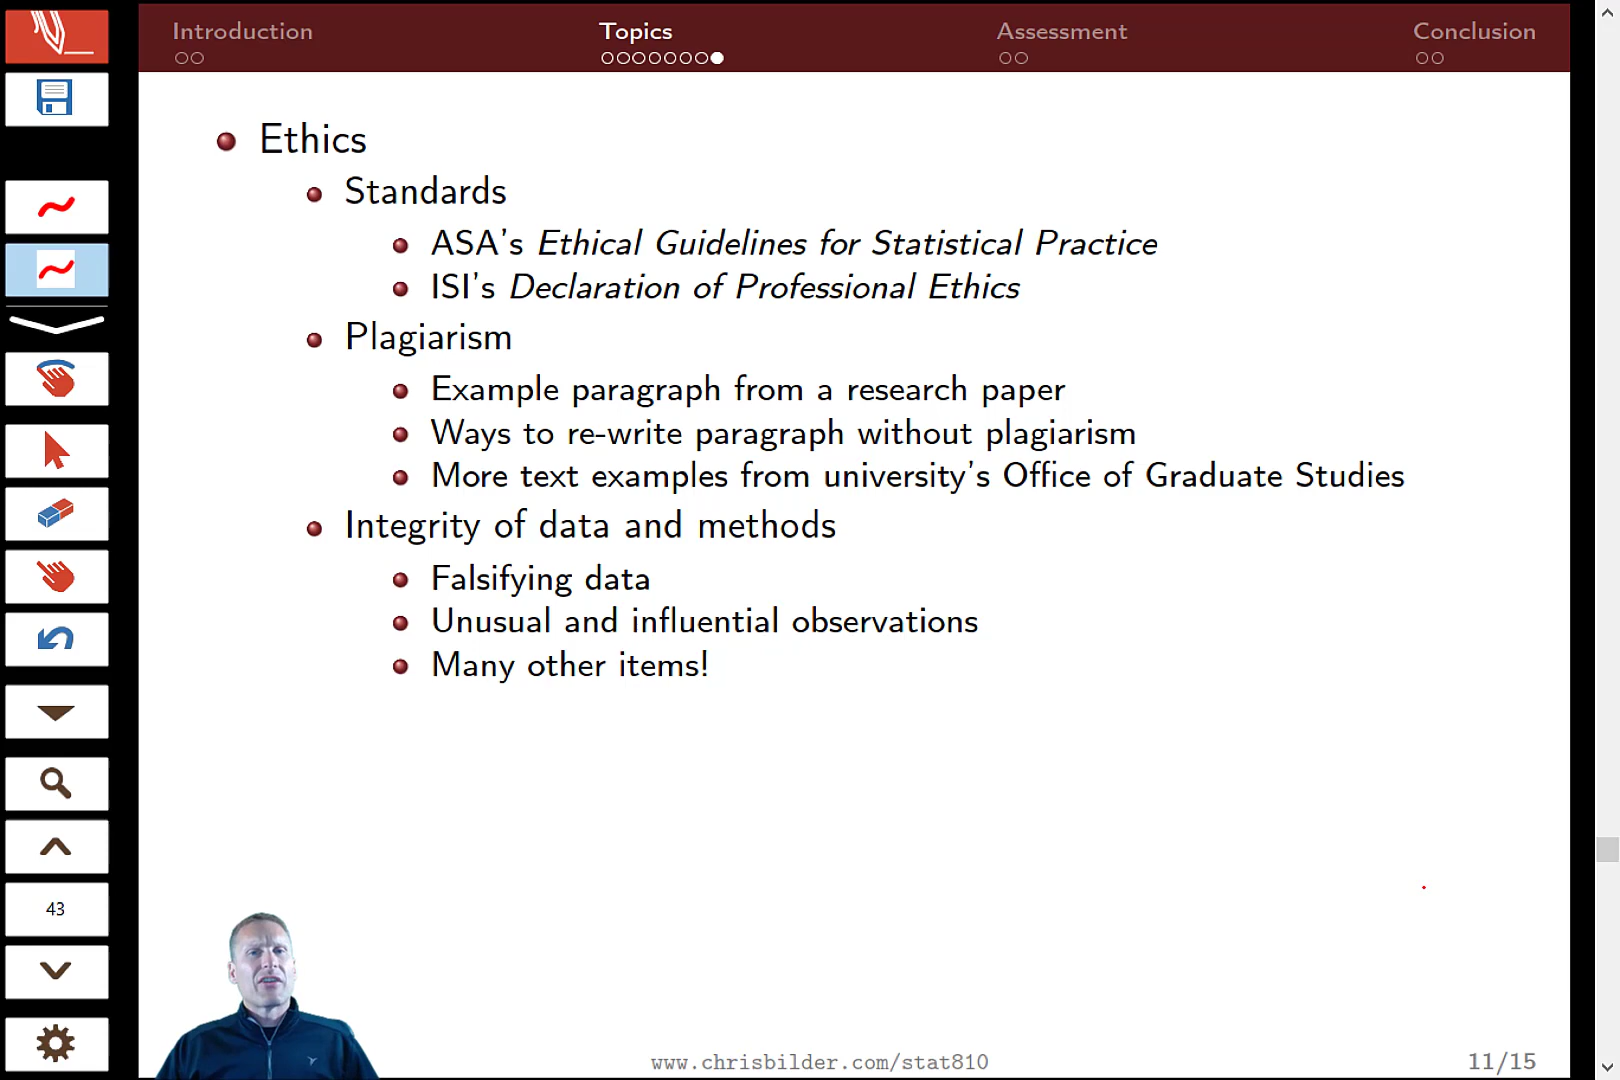 Introduction
Topics
Assessment
Conclusion
Ethics
Standards
ASA's Ethical Guidelines for Statistical Practice
ISI's Declaration of Professional Ethics
Plagiarism
Example paragraph from a research paper
Ways to re-write paragraph without plagiarism
More text examples from university's Office of Graduate Studies
Integrity of data and methods
Falsifying data
Unusual and influential observations
Many other items!
43
www.chrisbilder.com/stat810
11/15